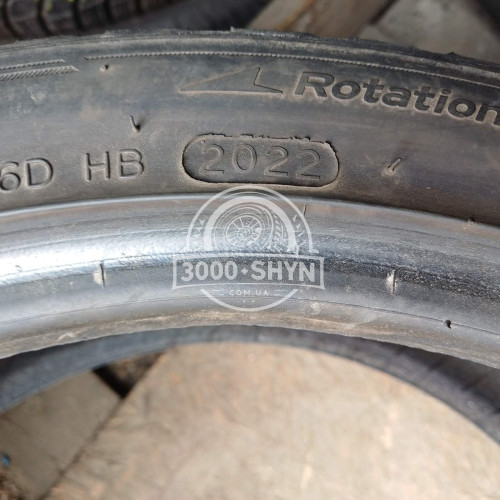 Rotation
6D HB 2022
3000·SHYN
COM.UA